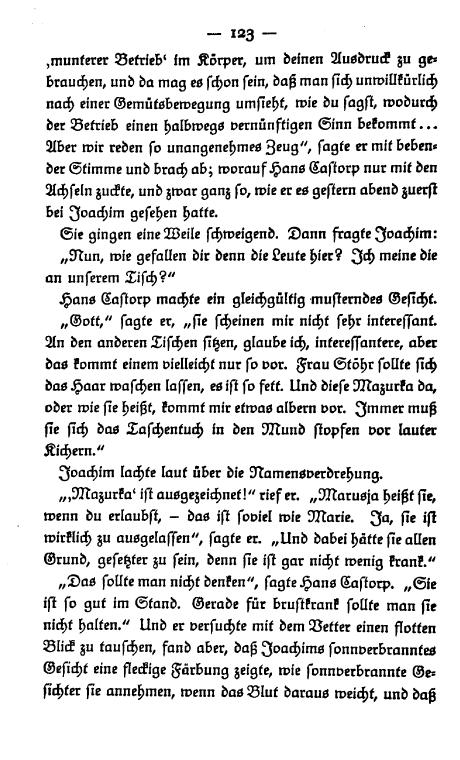 — 123 —
‚munterer Betrieb‘ im Körper, um deinen Ausdruck zu ge-
brauchen, und da mag es schon sein, daß man sich unwillkürlich
nach einer Gemütsbewegung umsieht, wie du sagst, wodurch
der Betrieb einen halbwegs vernünftigen Sinn bekommt...
Aber wir reden so unangenehmes Zeug“, sagte er mit beben-
der Stimme und brach ab; worauf Hans Castorp nur mit den
Achseln zuckte, und zwar ganz so, wie er es gestern abend zuerst
bei Joachim gesehen hatte.
Sie gingen eine Weile schweigend. Dann fragte Joachim:
„Nun, wie gefallen dir denn die Leute hier? Ich meine die
an unserem Tisch?“
Hans Castorp machte ein gleichgültig musterndes Gesicht.
„Gott,“ sagte er, „sie scheinen mir nicht sehr interessant.
An den anderen Tischen sitzen, glaube ich, interessantere, aber
das kommt einem vielleicht nur so vor. Frau Stöhr sollte sich
das Haar waschen lassen, es ist so fett. Und diese Mazurka da,
oder wie sie heißt, kommt mir etwas albern vor. Immer muß
sie sich das Taschentuch in den Mund stopfen vor lauter
Kichern.“
Joachim lachte laut über die Namensverdrehung.
„‚Mazurka‘ ist ausgezeichnet!“ rief er. „Marusja heißt sie,
wenn du erlaubst, – das ist soviel wie Marie. Ja, sie ist
wirklich zu ausgelassen“, sagte er. „Und dabei hätte sie allen
Grund, gesetzter zu sein, denn sie ist gar nicht wenig krank.“
„Das sollte man nicht denken“, sagte Hans Castorp. „Sie
ist so gut im Stand. Gerade für brustkrank sollte man sie
nicht halten.“ Und er versuchte mit dem Vetter einen flotten
Blick zu tauschen, fand aber, daß Joachims sonnverbranntes
Gesicht eine fleckige Färbung zeigte, wie sonnverbrannte Ge-
sichter sie annehmen, wenn das Blut daraus weicht, und daß